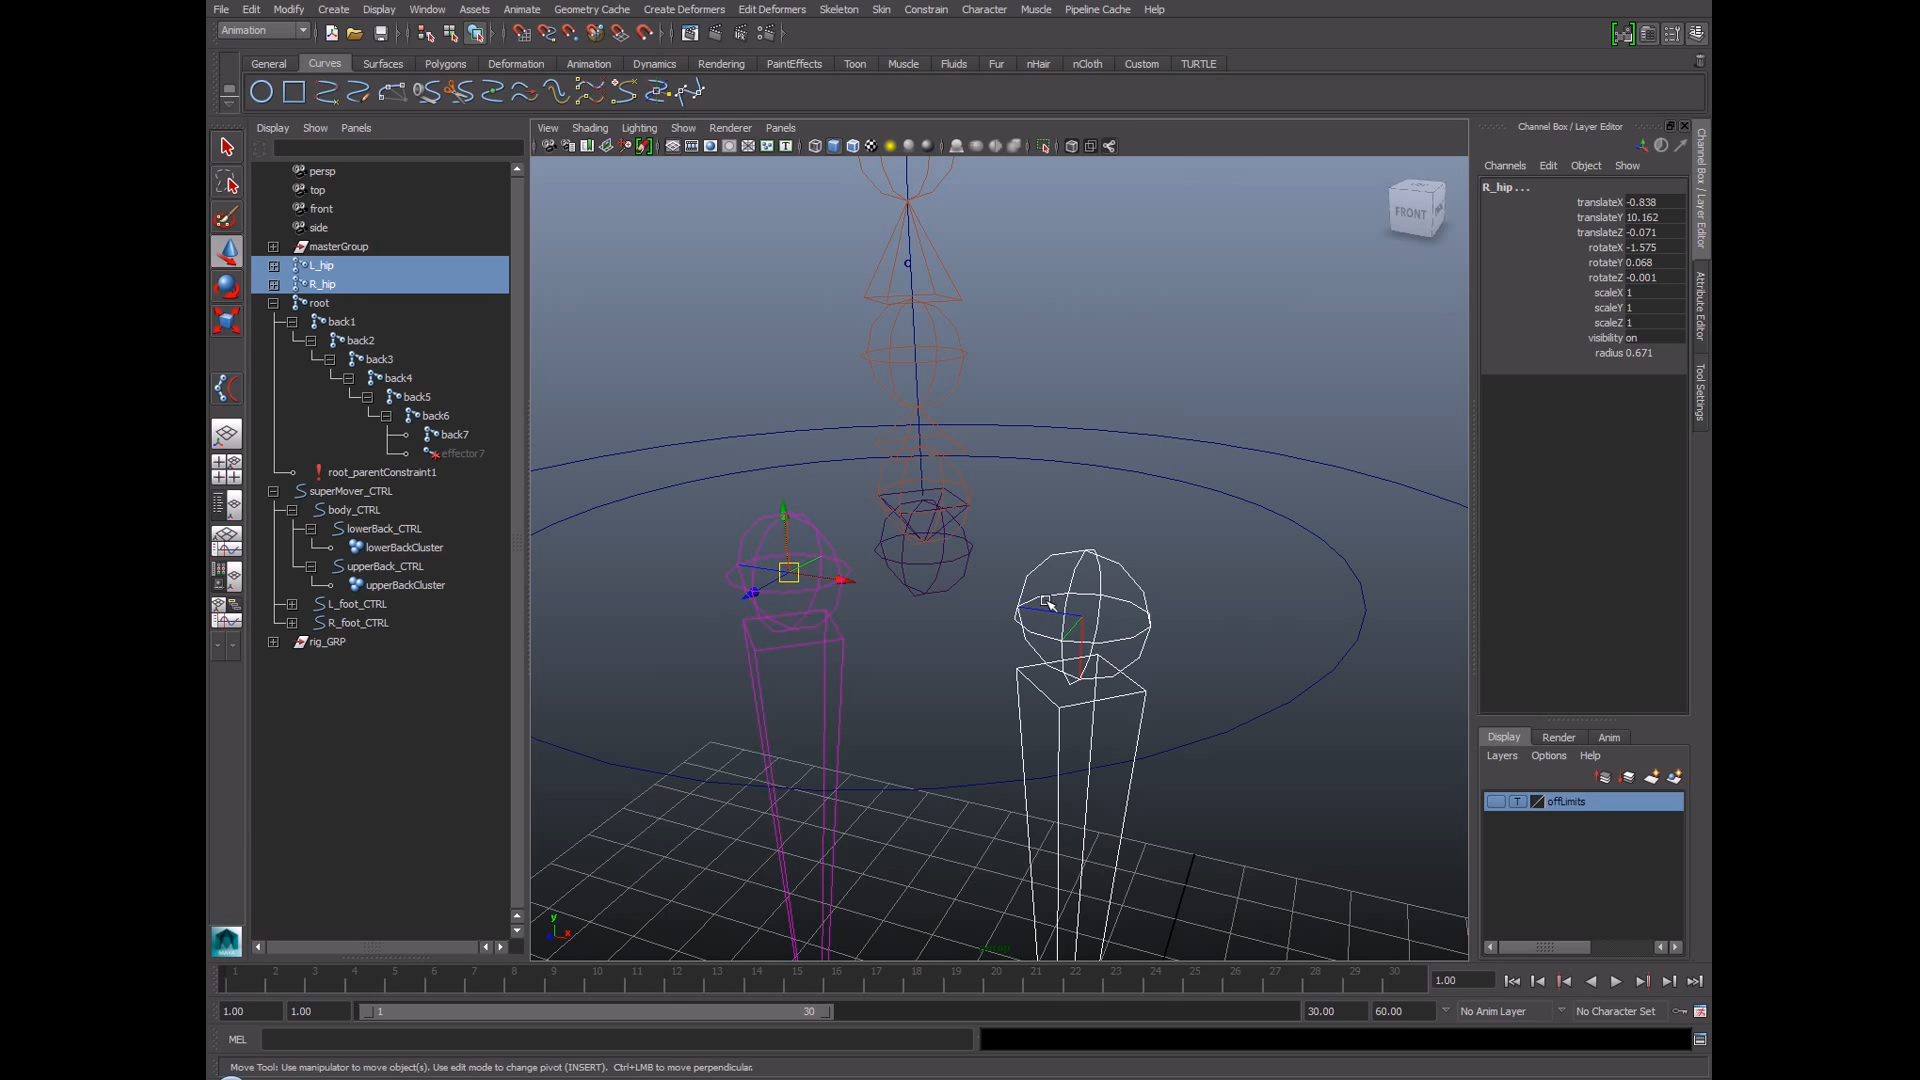 File Edit Modify Create Display Window Assets Animate Geometry Cache Create Deformers Edit Deformers Skeleton Skin Constrain Character Muscle Pipeline Cache Help
Animation
General Curves Surfaces Polygons Deformation Animation Dynamics Rendering PaintEffects Toon Muscle Fluids Fur nHair nCloth Custom TURTLE
Display Show Panels
View Shading Lighting Show Renderer Panels
Channel Box / Layer Editor
Channels Edit Object Show
persp
top
front
side
masterGroup
L_hip
R_hip
root
back1
back2
back3
back4
back5
back6
back7
effector7
root_parentConstraint1
superMover_CTRL
body_CTRL
lowerBack_CTRL
lowerBackCluster
upperBack_CTRL
upperBackCluster
L_foot_CTRL
R_foot_CTRL
rig_GRP
FRONT
y
x
R_hip...
translateX -0.838
translateY 10.162
translateZ -0.071
rotateX -1.575
rotateY 0.068
rotateZ -0.001
scaleX 1
scaleY 1
scaleZ 1
visibility on
radius 0.671
Channel Box / Layer Editor
Attribute Editor
Tool Settings
Display Render Anim
Layers Options Help
T offLimits
1 2 3 4 5 6 7 8 9 10 11 12 13 14 15 16 17 18 19 20 21 22 23 24 25 26 27 28 29 30 1.00
1.00 1.00 1 30 30.00 60.00 No Anim Layer No Character Set
MEL
Move Tool: Use manipulator to move object(s). Use edit mode to change pivot (INSERT). Ctrl+LMB to move perpendicular.